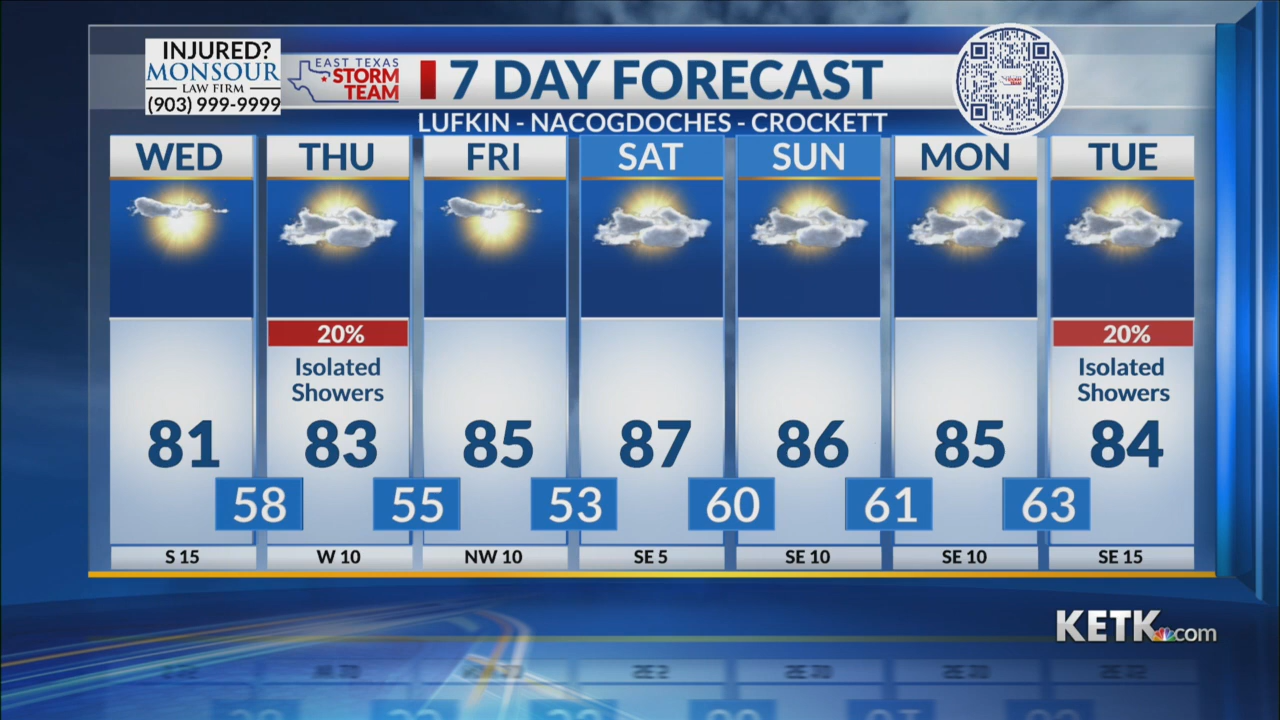 INJURED?
MONSOUR
LAW FIRM
(903) 999-9999
EAST TEXAS
STORM
TEAM
7 DAY FORECAST
LUFKIN - NACOGDOCHES - CROCKETT
WED THU FRI SAT SUN MON TUE
20% 20%
Isolated Isolated
Showers Showers
81 83 85 87 86 85 84
58 55 53 60 61 63
S 15 W 10 NW 10 SE 5 SE 10 SE 10 SE 15
KETK.com